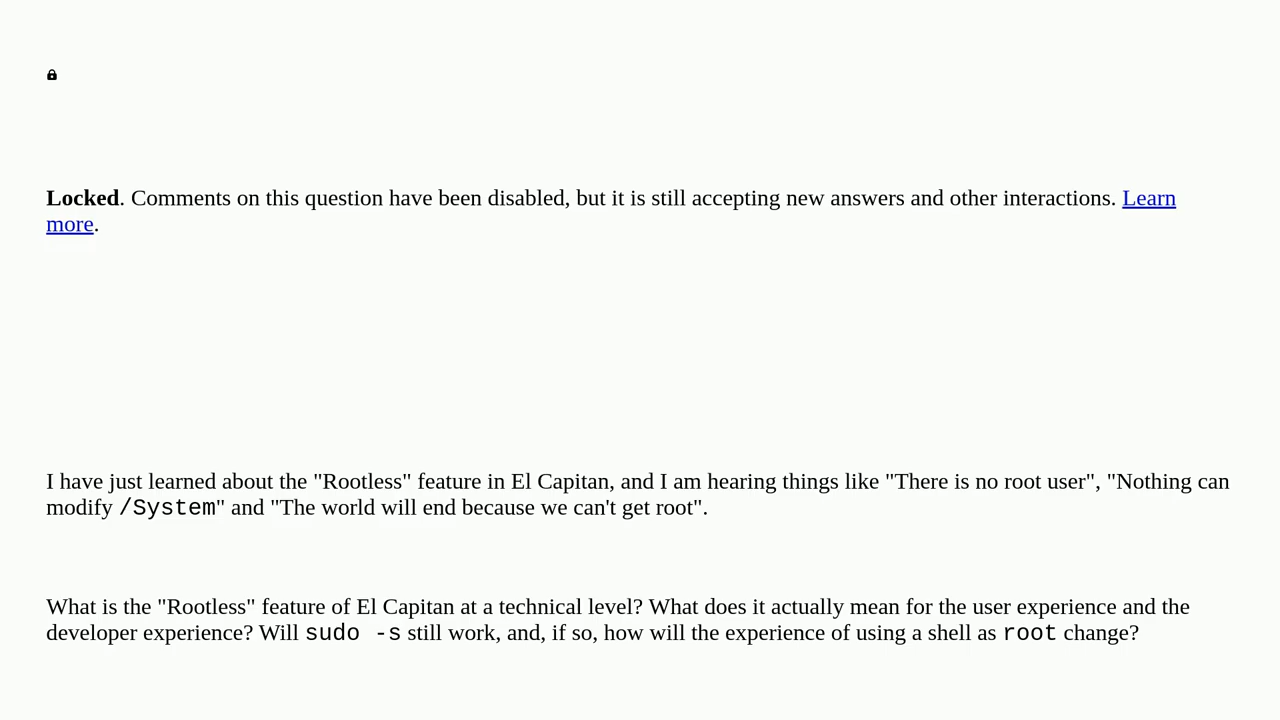 Locked. Comments on this question have been disabled, but it is still accepting new answers and other interactions. Learn
more.
I have just learned about the "Rootless" feature in El Capitan, and I am hearing things like "There is no root user", "Nothing can
modify /System" and "The world will end because we can't get root".
What is the "Rootless" feature of El Capitan at a technical level? What does it actually mean for the user experience and the
developer experience? Will sudo -s still work, and, if so, how will the experience of using a shell as root change?